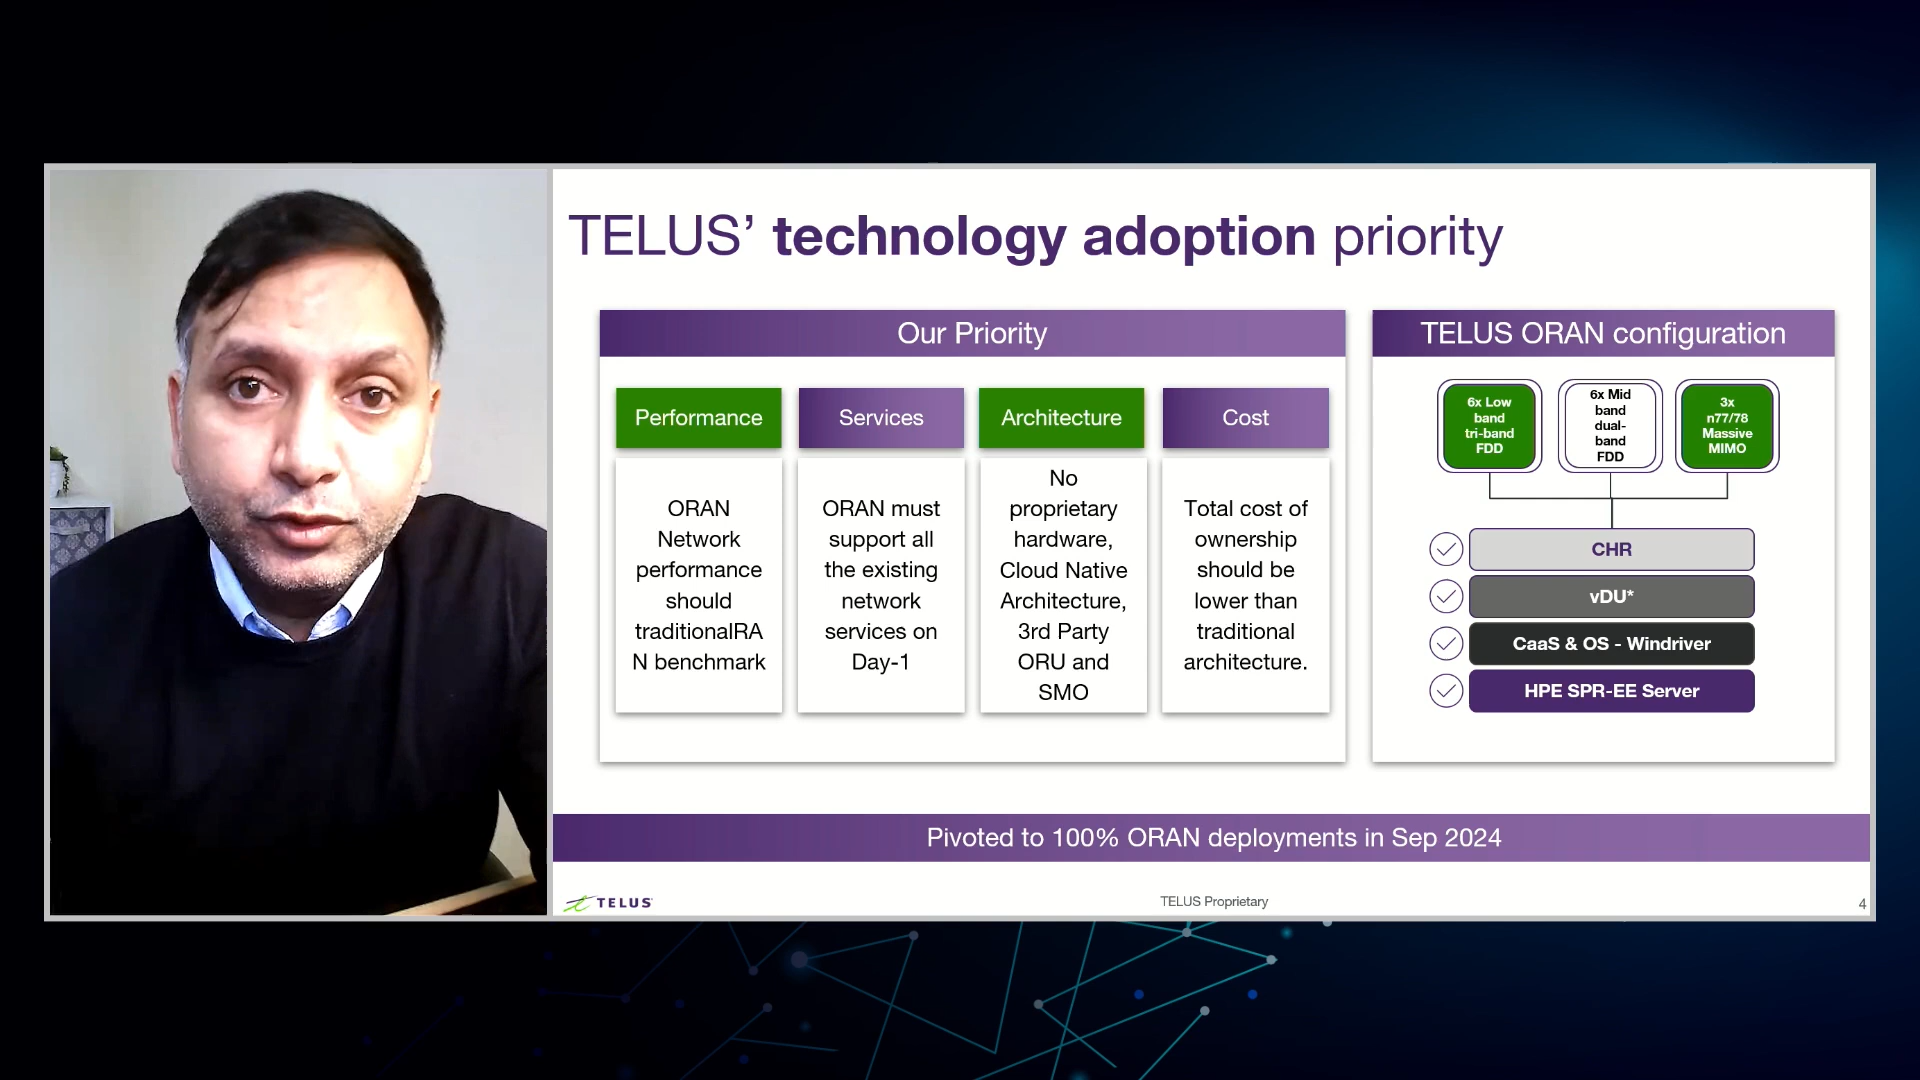 TELUS’ technology adoption priority
Our Priority
Performance
ORAN
Network
performance
should
traditionalRA
N benchmark
Services
ORAN must
support all
the existing
network
services on
Day-1
Architecture
No
proprietary
hardware,
Cloud Native
Architecture,
3rd Party
ORU and
SMO
Cost
Total cost of
ownership
should be
lower than
traditional
architecture.
TELUS ORAN configuration
6x Low
band
tri-band
FDD
6x Mid
band
dual-
band
FDD
3x
n77/78
Massive
MIMO
CHR
vDU*
CaaS & OS - Windriver
HPE SPR-EE Server
Pivoted to 100% ORAN deployments in Sep 2024
TELUS
TELUS Proprietary
4